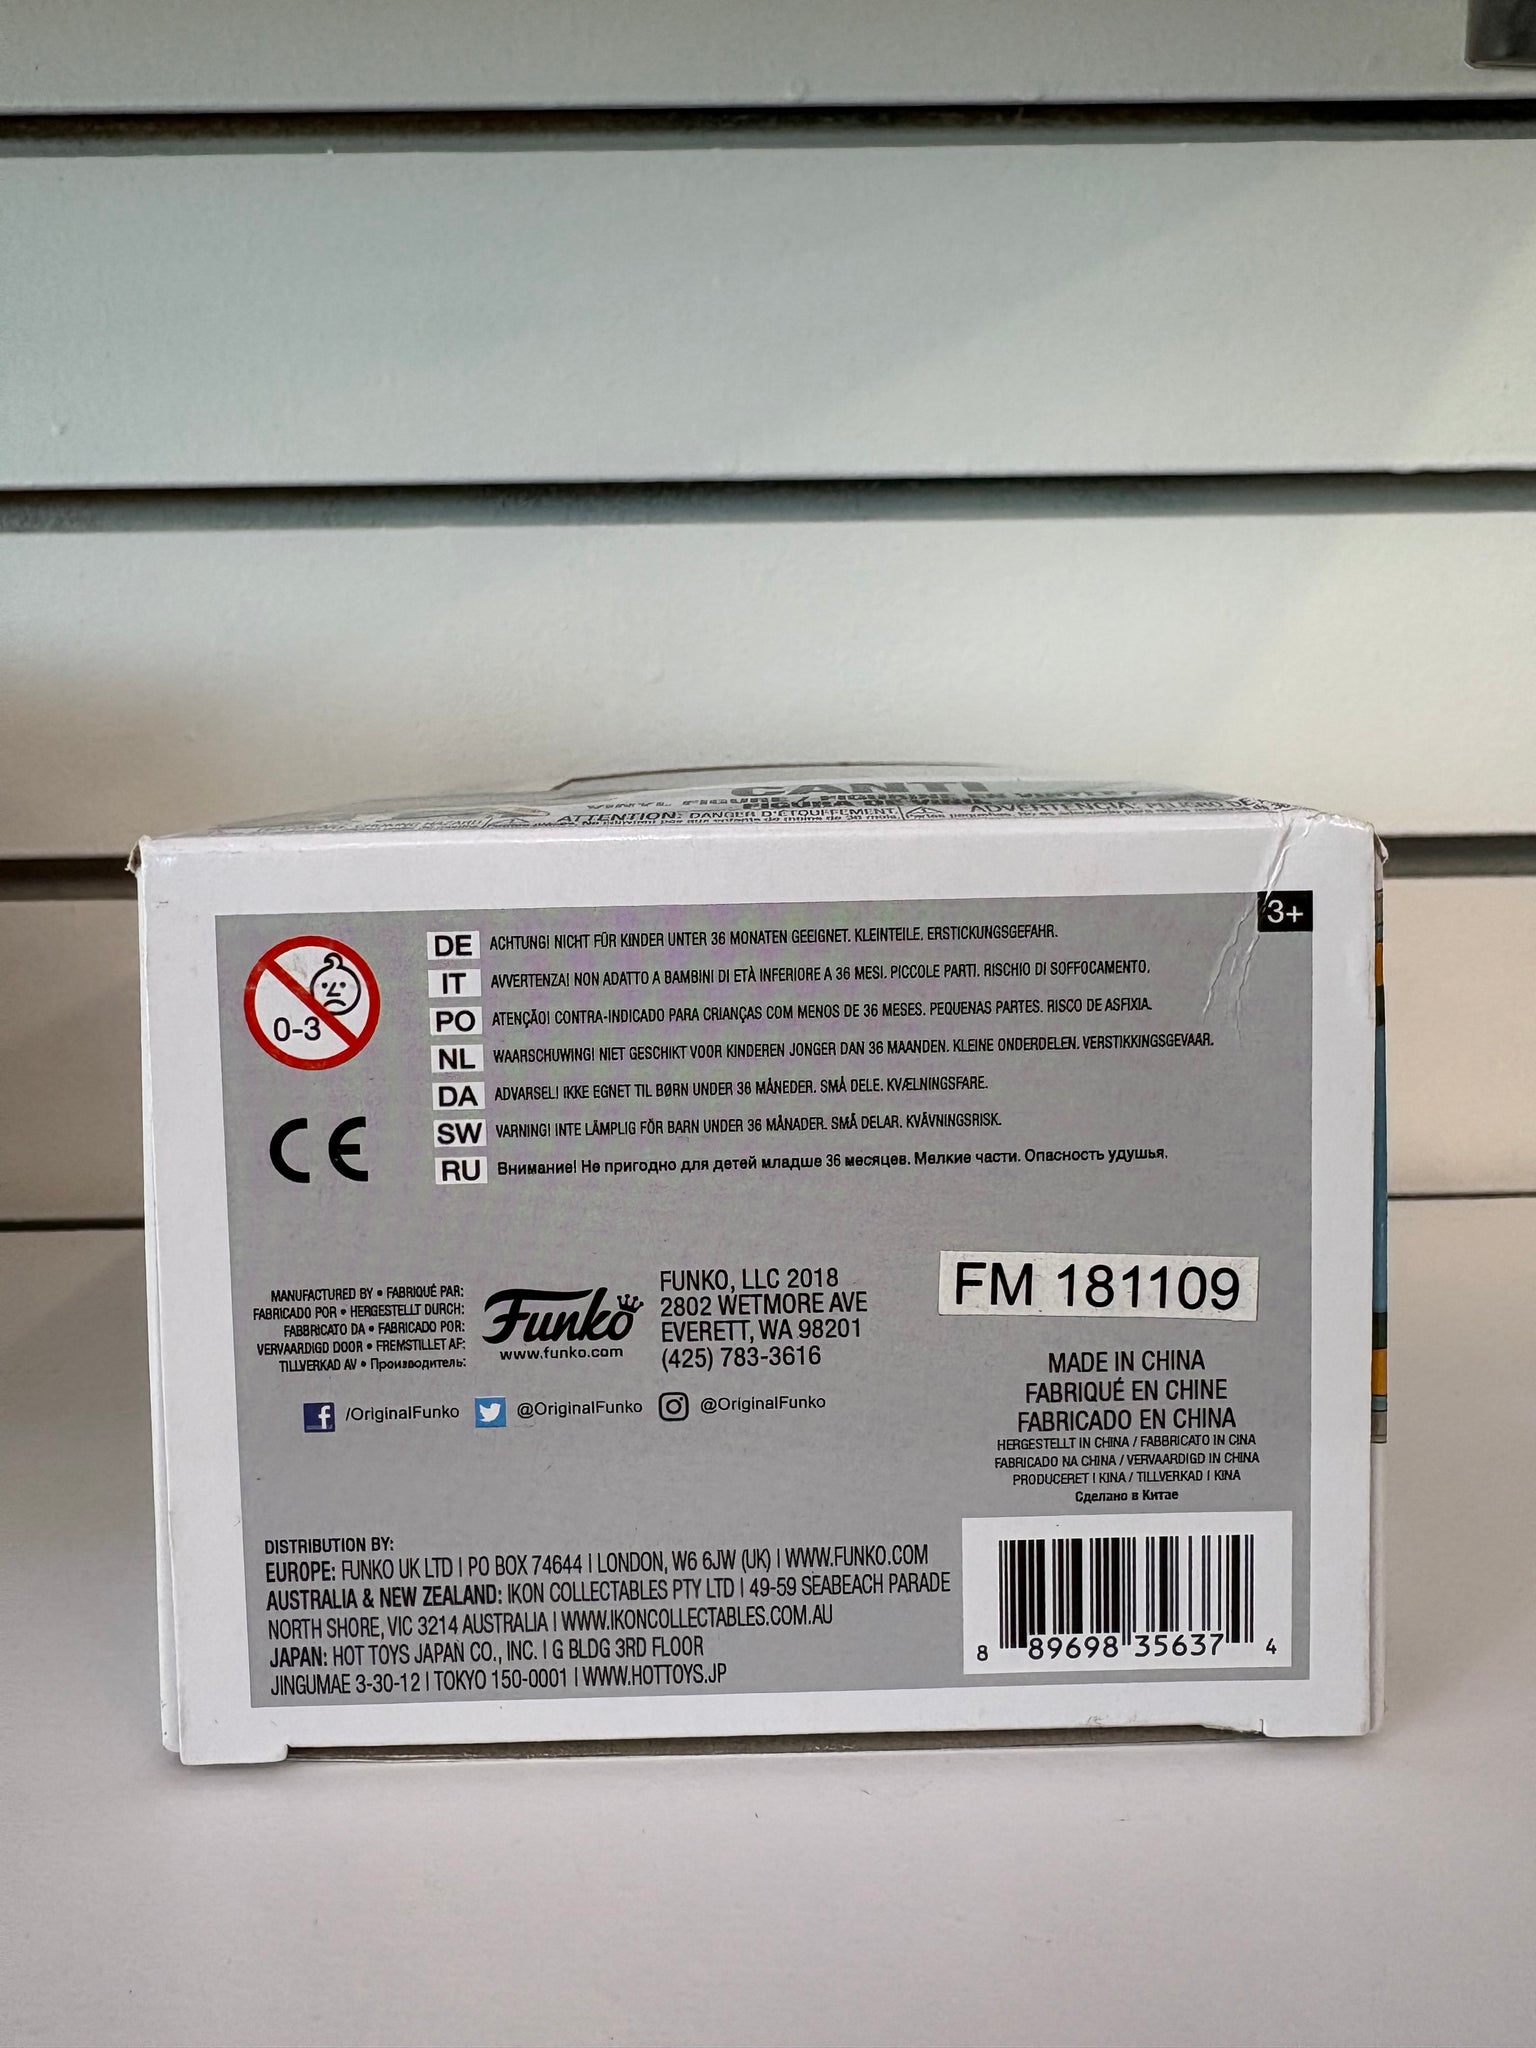 CANTI
ATTENTION: DANGER D'ÉTOUFFEMENT.
ADVERTENCIA: PELIGRO DE
3+
0-3
DE ACHTUNG! NICHT FÜR KINDER UNTER 36 MONATEN GEEIGNET. KLEINTEILE. ERSTICKUNGSGEFAHR.
IT AVVERTENZA! NON ADATTO A BAMBINI DI ETÀ INFERIORE A 36 MESI. PICCOLE PARTI. RISCHIO DI SOFFOCAMENTO.
PO ATENÇÃO! CONTRA-INDICADO PARA CRIANÇAS COM MENOS DE 36 MESES. PEQUENAS PARTES. RISCO DE ASFIXIA.
NL WAARSCHUWING! NIET GESCHIKT VOOR KINDEREN JONGER DAN 36 MAANDEN. KLEINE ONDERDELEN. VERSTIKKINGSGEVAAR.
DA ADVARSEL! IKKE EGNET TIL BØRN UNDER 36 MÅNEDER. SMÅ DELE. KVÆLNINGSFARE.
SW VARNING! INTE LÄMPLIG FÖR BARN UNDER 36 MÅNADER. SMÅ DELAR. KVÄVNINGSRISK.
RU Внимание! Не пригодно для детей младше 36 месяцев. Мелкие части. Опасность удушья.
CE
MANUFACTURED BY • FABRIQUÉ PAR:
FABRICADO POR • HERGESTELLT DURCH:
FABBRICATO DA • FABRICADO POR:
VERVAARDIGD DOOR • FREMSTILLET AF:
TILLVERKAD AV • Производитель:
Funko
www.funko.com
FUNKO, LLC 2018
2802 WETMORE AVE
EVERETT, WA 98201
(425) 783-3616
/OriginalFunko @OriginalFunko @OriginalFunko
FM 181109
MADE IN CHINA
FABRIQUÉ EN CHINE
FABRICADO EN CHINA
HERGESTELLT IN CHINA / FABBRICATO IN CINA
FABRICADO NA CHINA / VERVAARDIGD IN CHINA
PRODUCERET I KINA / TILLVERKAD I KINA
Сделано в Китае
DISTRIBUTION BY:
EUROPE: FUNKO UK LTD | PO BOX 74644 | LONDON, W6 6JW (UK) | WWW.FUNKO.COM
AUSTRALIA & NEW ZEALAND: IKON COLLECTABLES PTY LTD | 49-59 SEABEACH PARADE
NORTH SHORE, VIC 3214 AUSTRALIA | WWW.IKONCOLLECTABLES.COM.AU
JAPAN: HOT TOYS JAPAN CO., INC. | G BLDG 3RD FLOOR
JINGUMAE 3-30-12 | TOKYO 150-0001 | WWW.HOTTOYS.JP
8 89698 35637 4